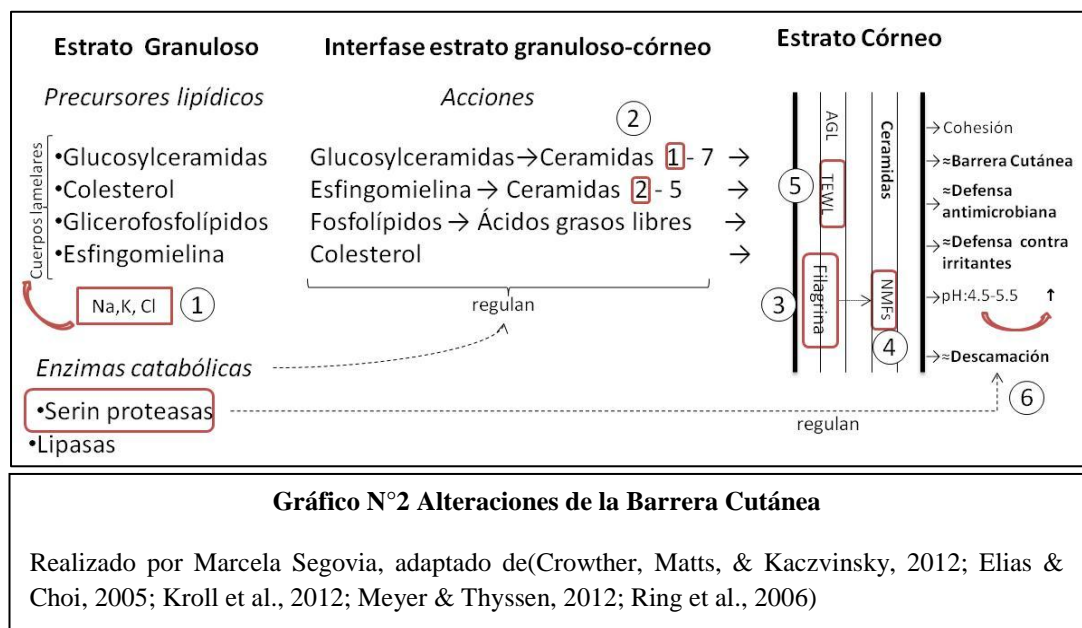 Estrato Granuloso
Interfase estrato granuloso-córneo
Estrato Córneo
Precursores lipídicos
Acciones
②
Cuerpos lamelares
•Glucosylceramidas
•Colesterol
•Glicerofosfolípidos
•Esfingomielina
Na,K, Cl ①
Glucosylceramidas→Ceramidas 1 - 7 →
Esfingomielina → Ceramidas 2 - 5 →
Fosfolípidos → Ácidos grasos libres →
Colesterol →
regulan
AGL
Ceramidas
⑤ TEWL
③ Filagrina
NMFs
④
→Cohesión
→≈Barrera Cutánea
→≈Defensa
antimicrobiana
→≈Defensa contra
irritantes
→pH:4.5-5.5 ↑
→≈Descamación
⑥
Enzimas catabólicas
•Serin proteasas
regulan
•Lipasas
Gráfico N°2 Alteraciones de la Barrera Cutánea
Realizado por Marcela Segovia, adaptado de(Crowther, Matts, & Kaczvinsky, 2012; Elias &
Choi, 2005; Kroll et al., 2012; Meyer & Thyssen, 2012; Ring et al., 2006)